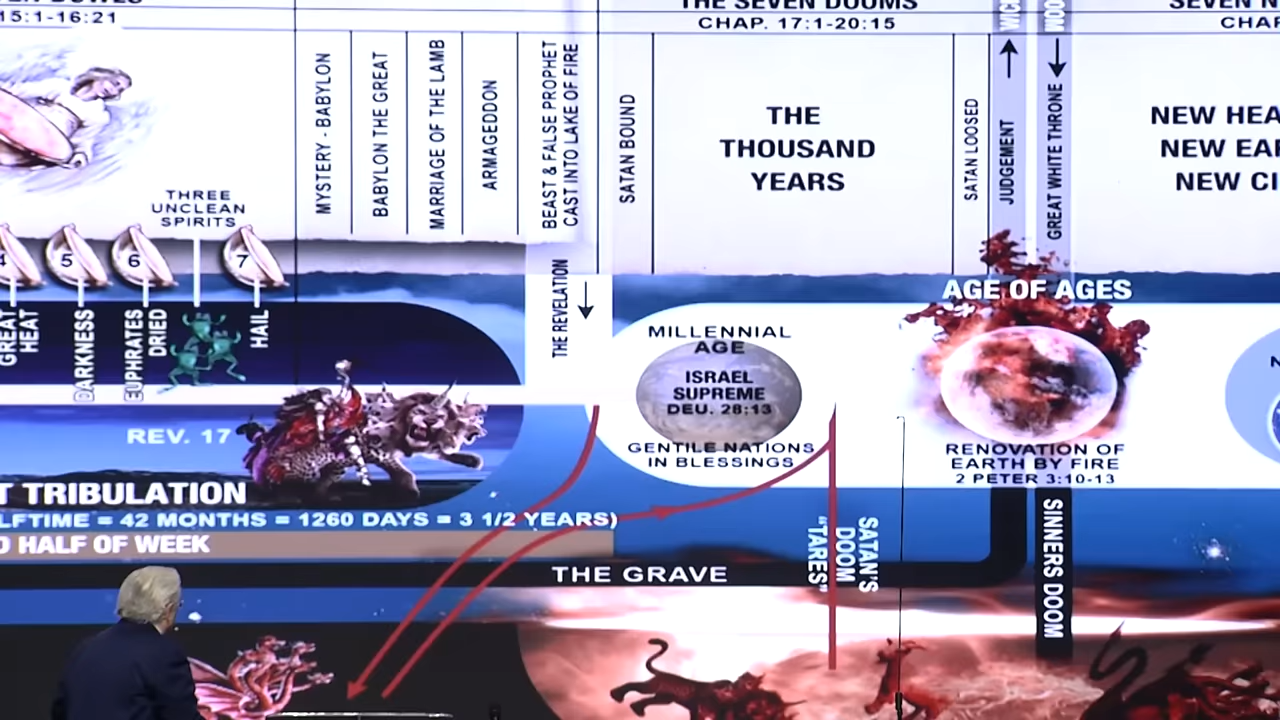 15:1-16:21
THE SEVEN DOOMS
CHAP. 17:1-20:15
SEVEN N
CHAP
MYSTERY - BABYLON
BABYLON THE GREAT
MARRIAGE OF THE LAMB
ARMAGEDDON
BEAST & FALSE PROPHET
CAST INTO LAKE OF FIRE
SATAN BOUND
THE
THOUSAND
YEARS
SATAN LOOSED
JUDGEMENT
GREAT WHITE THRONE
NEW HEA
NEW EAR
NEW CI
THREE
UNCLEAN
SPIRITS
4
5
6
7
GREAT
HEAT
DARKNESS
EUPHRATES
DRIED
HAIL
THE REVELATION
AGE OF AGES
MILLENNIAL
AGE
ISRAEL
SUPREME
DEU. 28:13
GENTILE NATIONS
IN BLESSINGS
RENOVATION OF
EARTH BY FIRE
2 PETER 3:10-13
REV. 17
T TRIBULATION
LFTIME = 42 MONTHS = 1260 DAYS = 3 1/2 YEARS)
D HALF OF WEEK
THE GRAVE
"TARES"
SATAN'S
DOOM
SINNERS DOOM